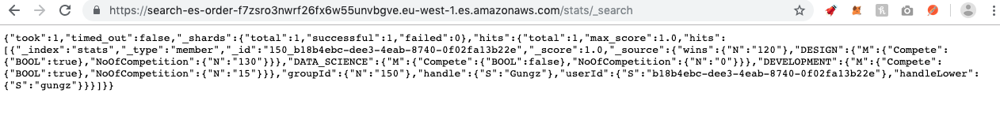 https://search-es-order-f7zsro3nwrf26fx6w55unvbgve.eu-west-1.es.amazonaws.com/stats/_search
{"took":1,"timed_out":false,"_shards":{"total":1,"successful":1,"failed":0},"hits":{"total":1,"max_score":1.0,"hits":
[{"_index":"stats","_type":"member","_id":"150_b18b4ebc-dee3-4eab-8740-0f02fa13b22e","_score":1.0,"_source":{"wins":{"N":"120"},"DESIGN":{"M":{"Compete":
{"BOOL":true},"NoOfCompetition":{"N":"130"}}},"DATA_SCIENCE":{"M":{"Compete":{"BOOL":false},"NoOfCompetition":{"N":"0"}}},"DEVELOPMENT":{"M":{"Compete":
{"BOOL":true},"NoOfCompetition":{"N":"15"}}},"groupId":{"N":"150"},"handle":{"S":"Gungz"},"userId":{"S":"b18b4ebc-dee3-4eab-8740-0f02fa13b22e"},"handleLower":
{"S":"gungz"}}}]}}